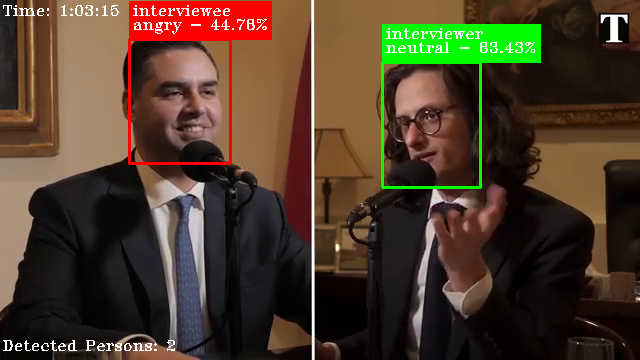 Time: 1:03:15
interviewee
angry - 44.78%
interviewer
neutral - 83.43%
T
Detected Persons: 2